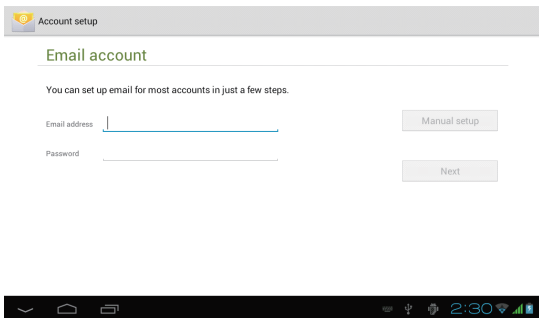 Account setup
Email account
You can set up email for most accounts in just a few steps.
Email address
Manual setup
Password
Next
2:30